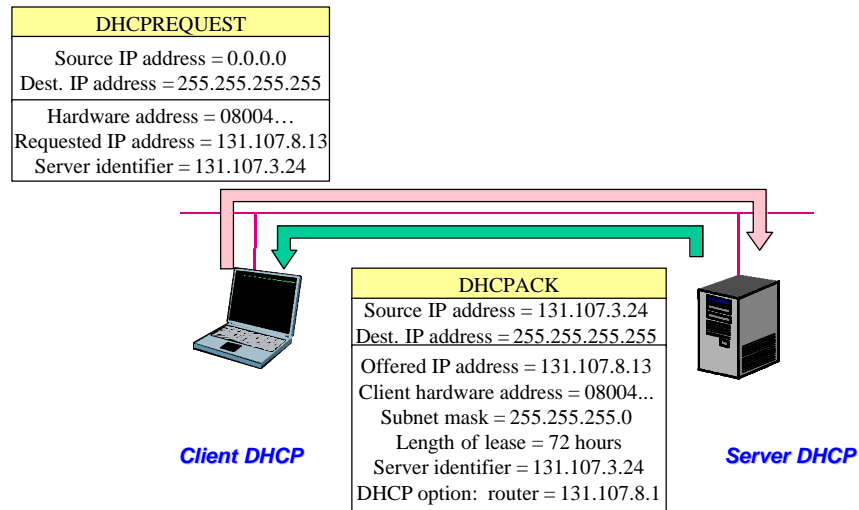 DHCPREQUEST
Source IP address = 0.0.0.0
Dest. IP address = 255.255.255.255
Hardware address = 08004…
Requested IP address = 131.107.8.13
Server identifier = 131.107.3.24
DHCPACK
Source IP address = 131.107.3.24
Dest. IP address = 255.255.255.255
Offered IP address = 131.107.8.13
Client hardware address = 08004...
Subnet mask = 255.255.255.0
Length of lease = 72 hours
Server identifier = 131.107.3.24
DHCP option: router = 131.107.8.1
Client DHCP
Server DHCP